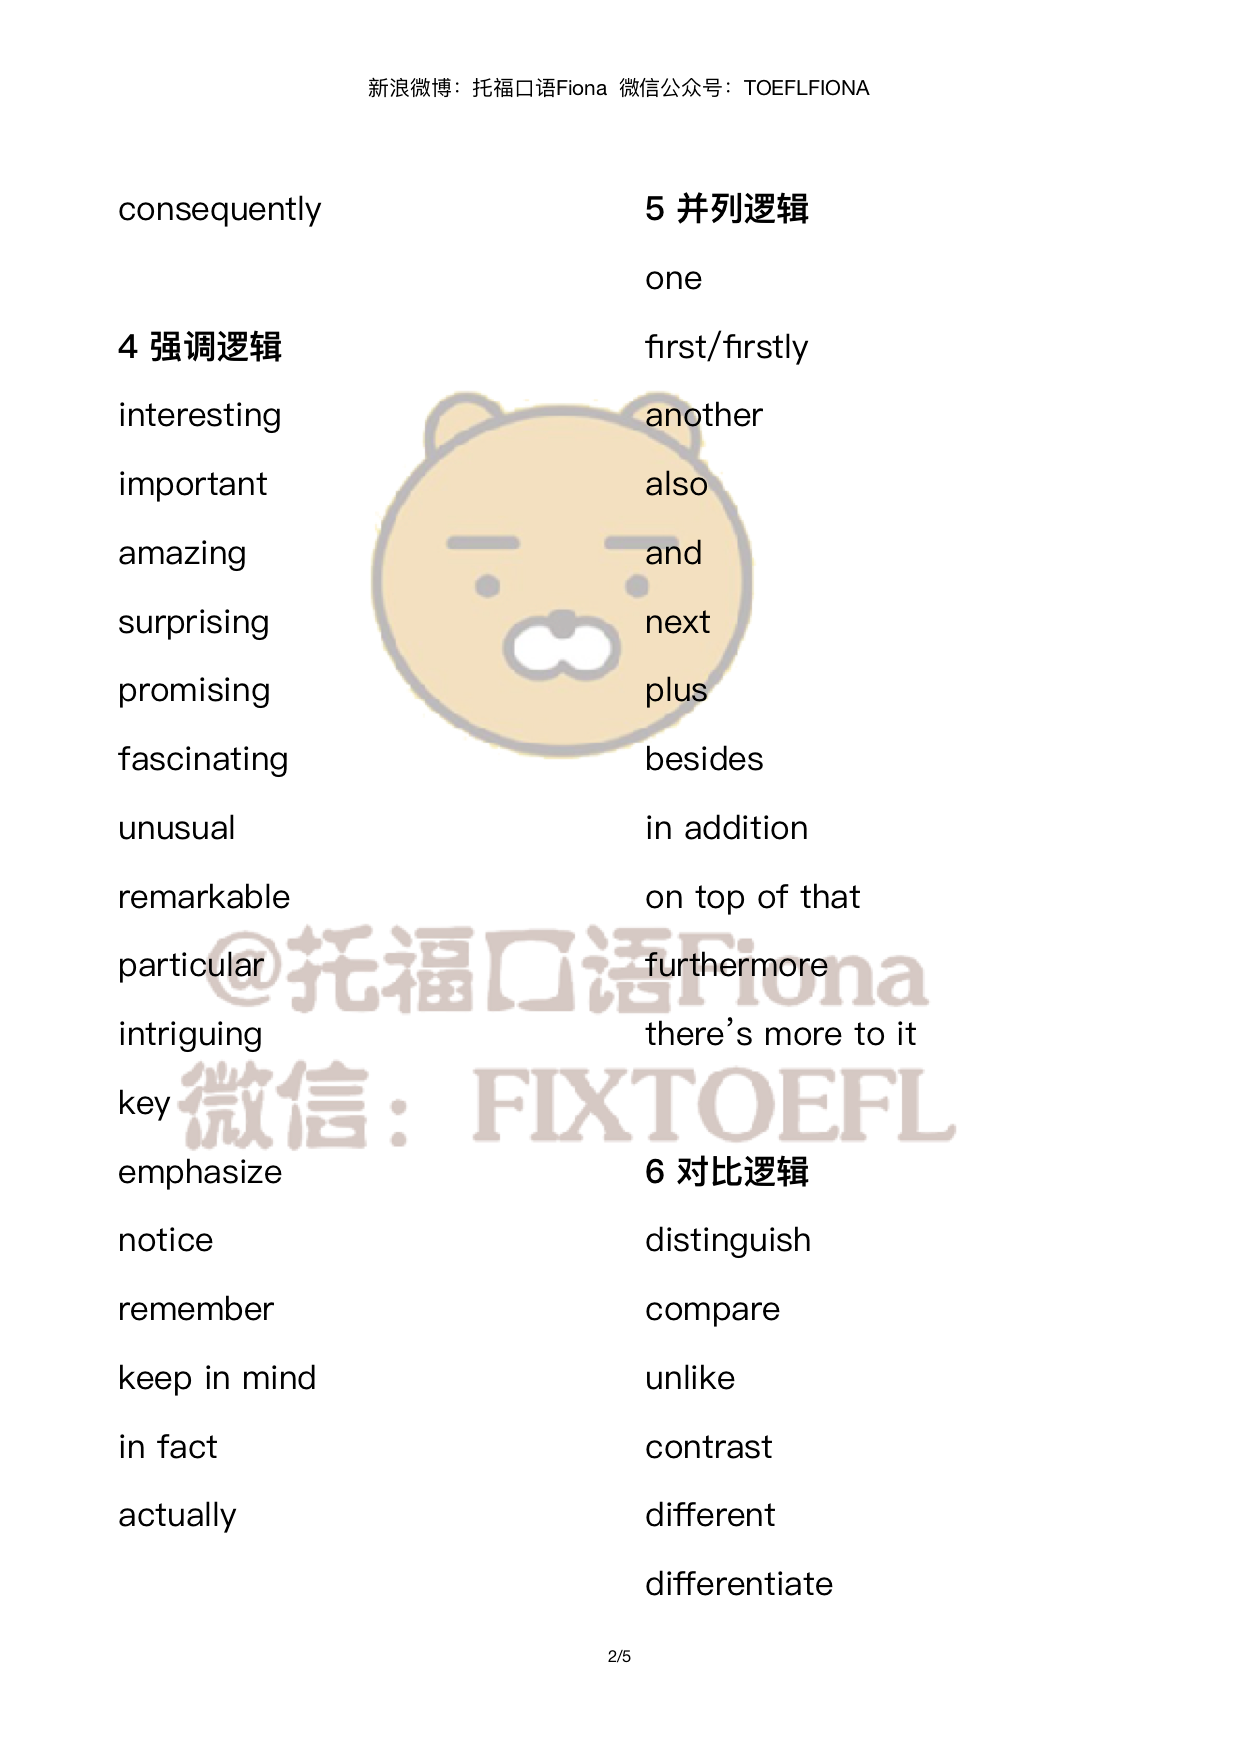 新浪微博：托福口语Fiona 微信公众号：TOEFLFIONA
consequently
4 强调逻辑
interesting
important
amazing
surprising
promising
fascinating
unusual
remarkable
particular
intriguing
key
emphasize
notice
remember
keep in mind
in fact
actually
5 并列逻辑
one
first/firstly
another
also
and
next
plus
besides
in addition
on top of that
furthermore
there’s more to it
6 对比逻辑
distinguish
compare
unlike
contrast
different
differentiate
@托福口语Fiona
微信：FIXTOEFL
2/5